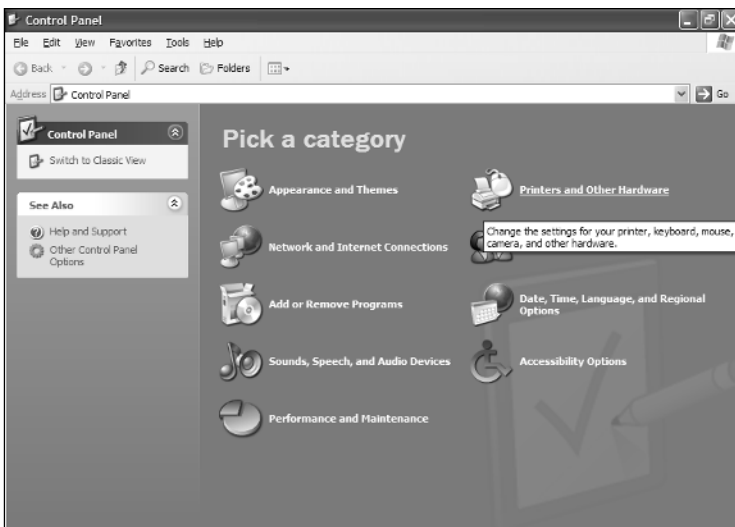 Control Panel
File Edit View Favorites Tools Help
Back Search Folders
Address Control Panel Go
Control Panel
Switch to Classic View
See Also
Help and Support
Other Control Panel
Options
Pick a category
Appearance and Themes
Printers and Other Hardware
Change the settings for your printer, keyboard, mouse,
camera, and other hardware.
Network and Internet Connections
Add or Remove Programs
Date, Time, Language, and Regional
Options
Sounds, Speech, and Audio Devices
Accessibility Options
Performance and Maintenance